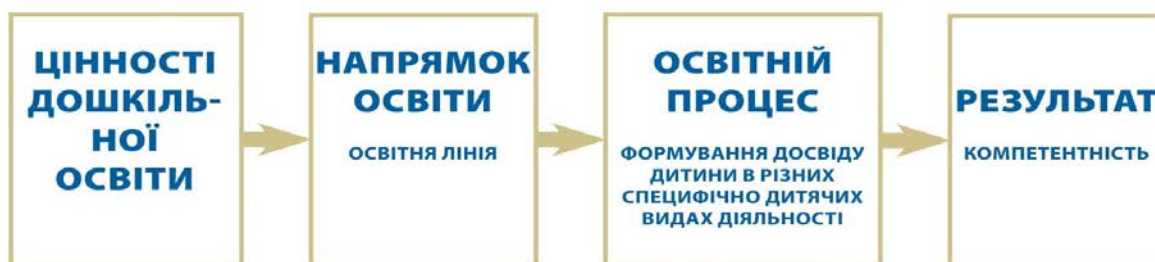 ЦІННОСТІ
ДОШКІЛЬ-
НОЇ
ОСВІТИ
НАПРЯМОК
ОСВІТИ
ОСВІТНЯ ЛІНІЯ
ОСВІТНІЙ
ПРОЦЕС
ФОРМУВАННЯ ДОСВІДУ
ДИТИНИ В РІЗНИХ
СПЕЦИФІЧНО ДИТЯЧИХ
ВИДАХ ДІЯЛЬНОСТІ
РЕЗУЛЬТАТ
КОМПЕТЕНТНІСТЬ